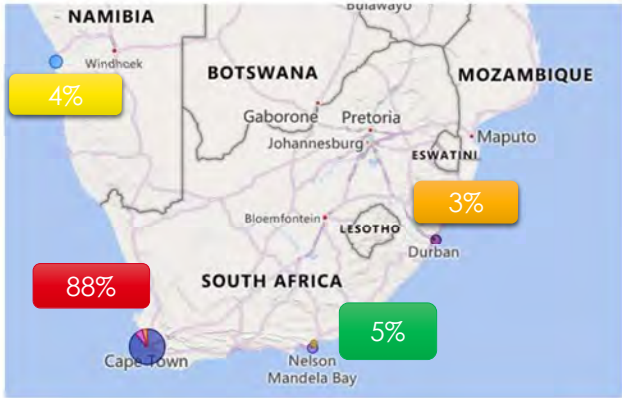 Bulawayo
NAMIBIA
Windhoek
4%
BOTSWANA
MOZAMBIQUE
Gaborone
Pretoria
Johannesburg
Maputo
ESWATINI
3%
Bloemfontein
LESOTHO
Durban
88%
SOUTH AFRICA
5%
Cape Town
Nelson
Mandela Bay